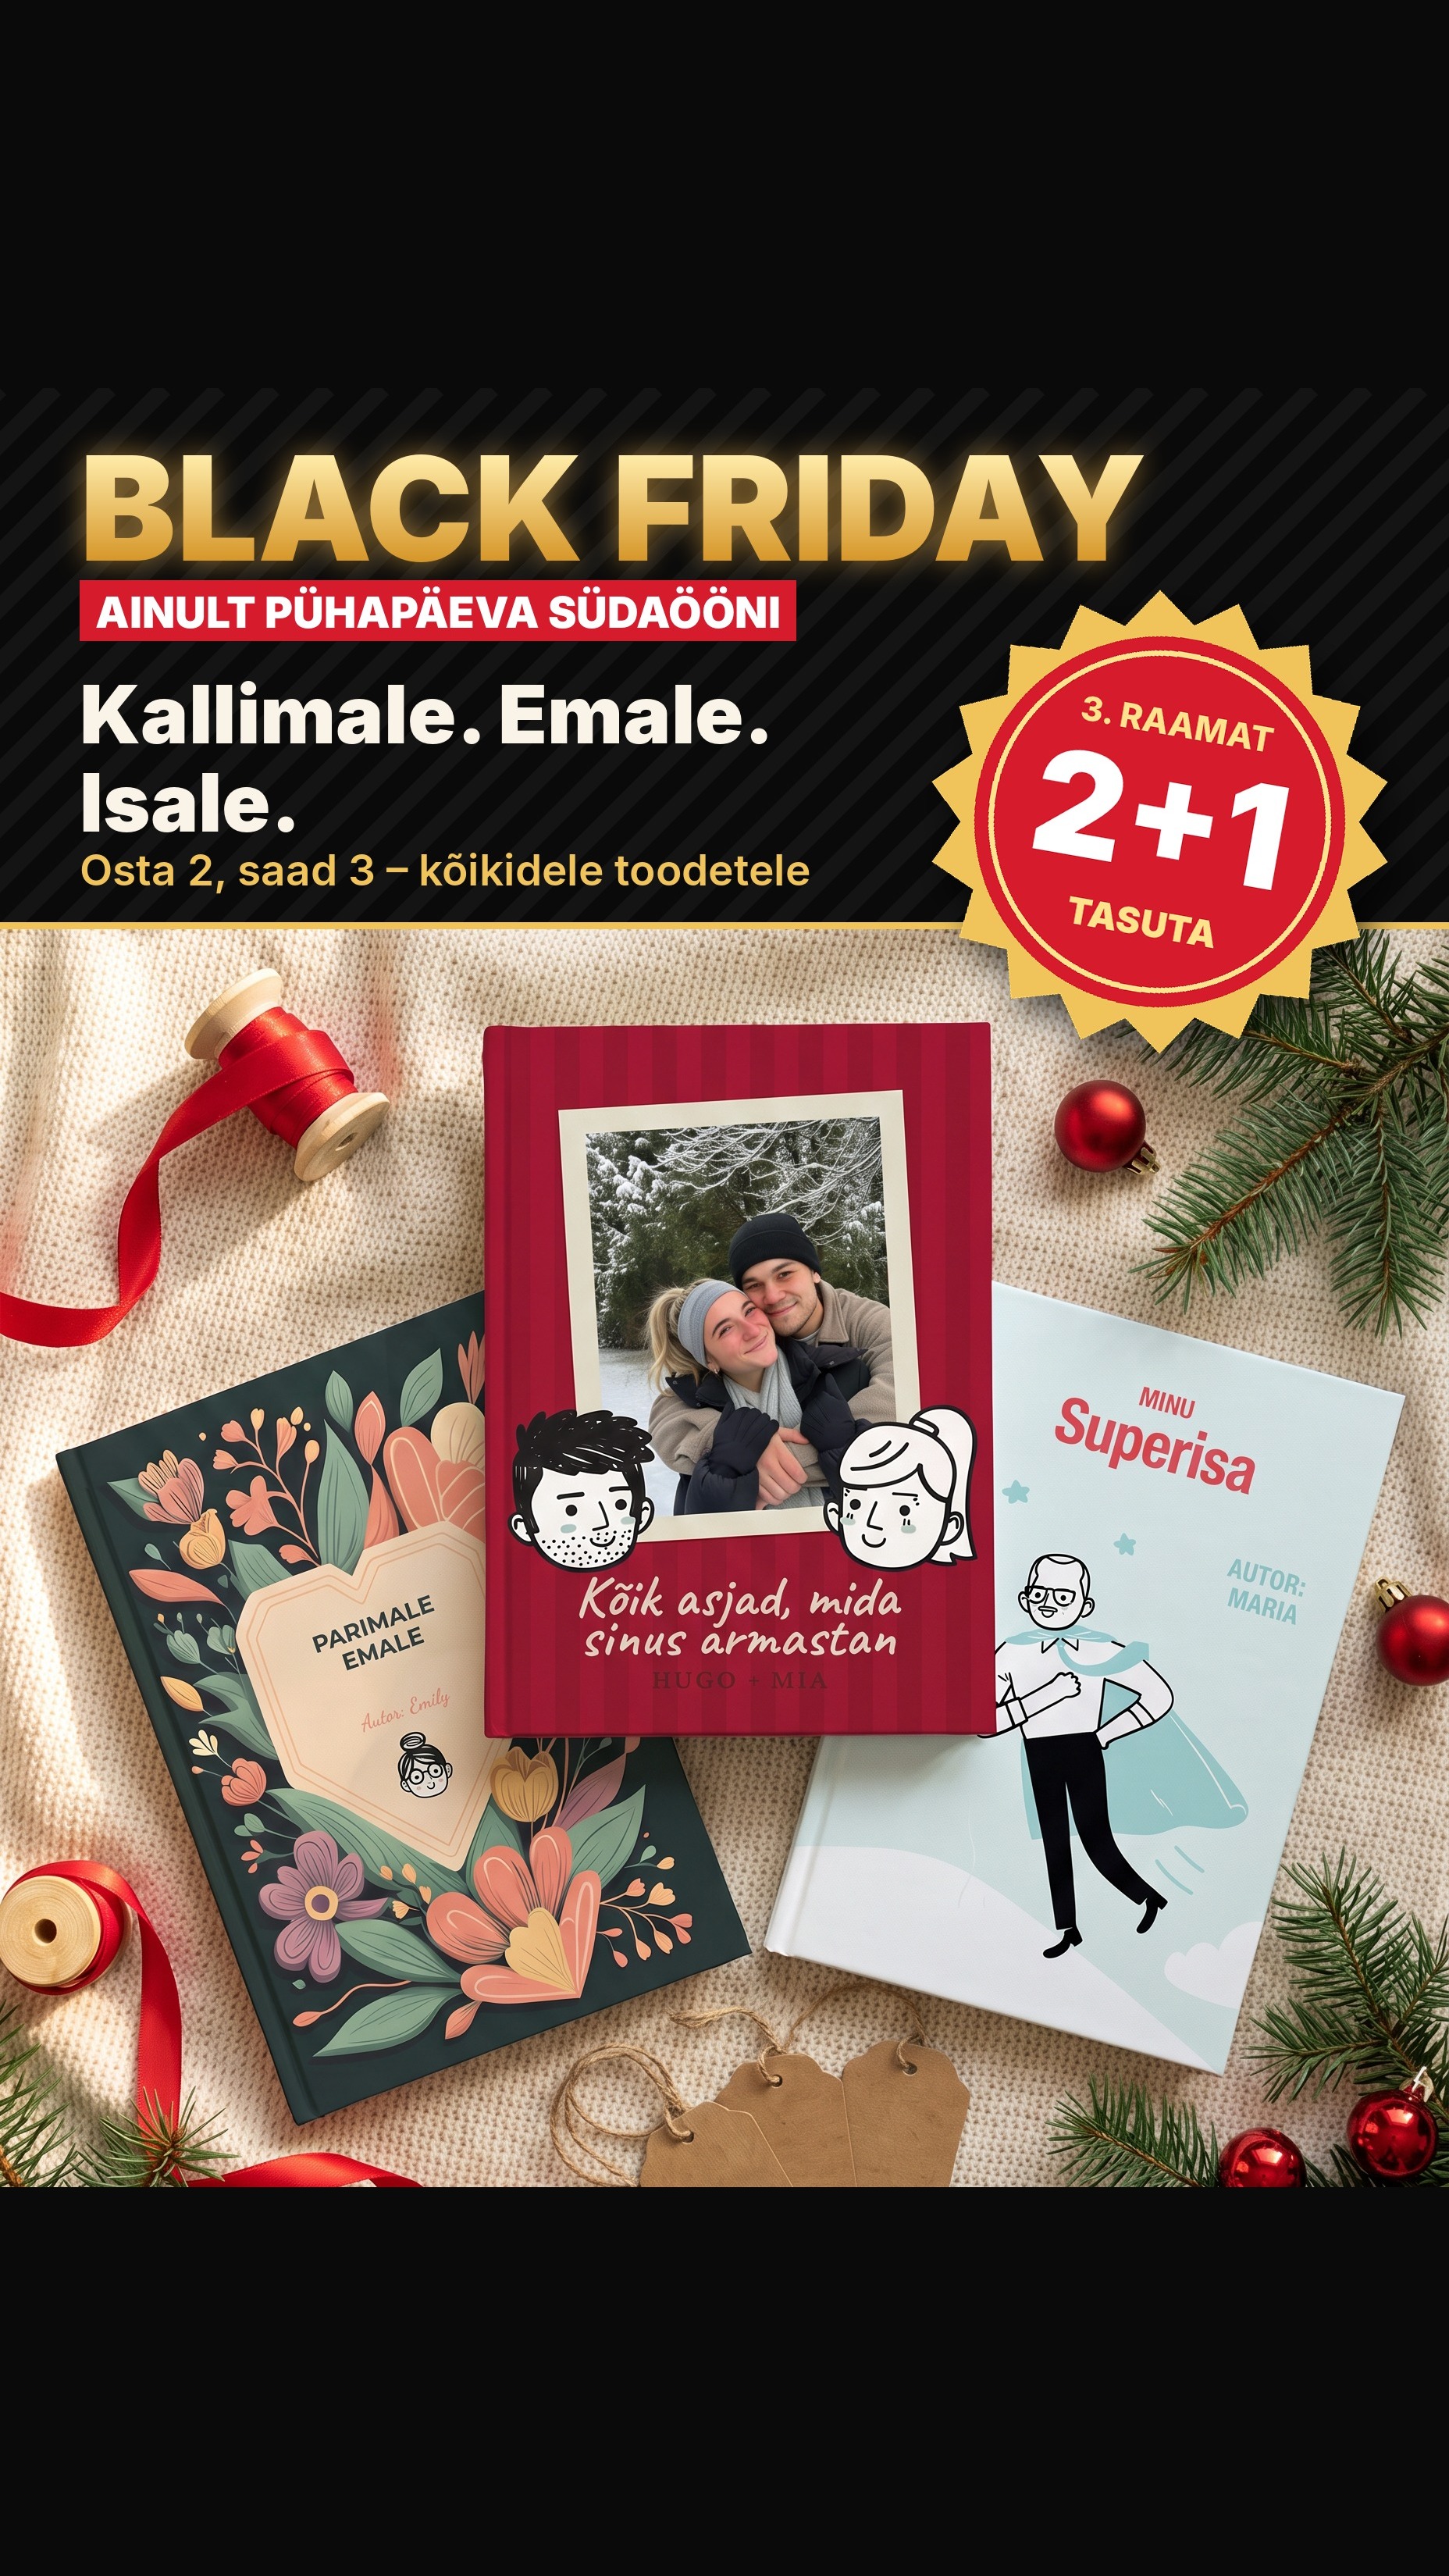 BLACK FRIDAY
AINULT PÜHAPÄEVA SÜDAÖÖNI
Kallimale. Emale.
Isale.
Osta 2, saad 3 – kõikidele toodetele
3. RAAMAT
2+1
TASUTA
Kõik asjad, mida
sinus armastan
HUGO + MIA
PARIMALE
EMALE
Autor: Emily
MINU
Superisa
AUTOR:
MARIA